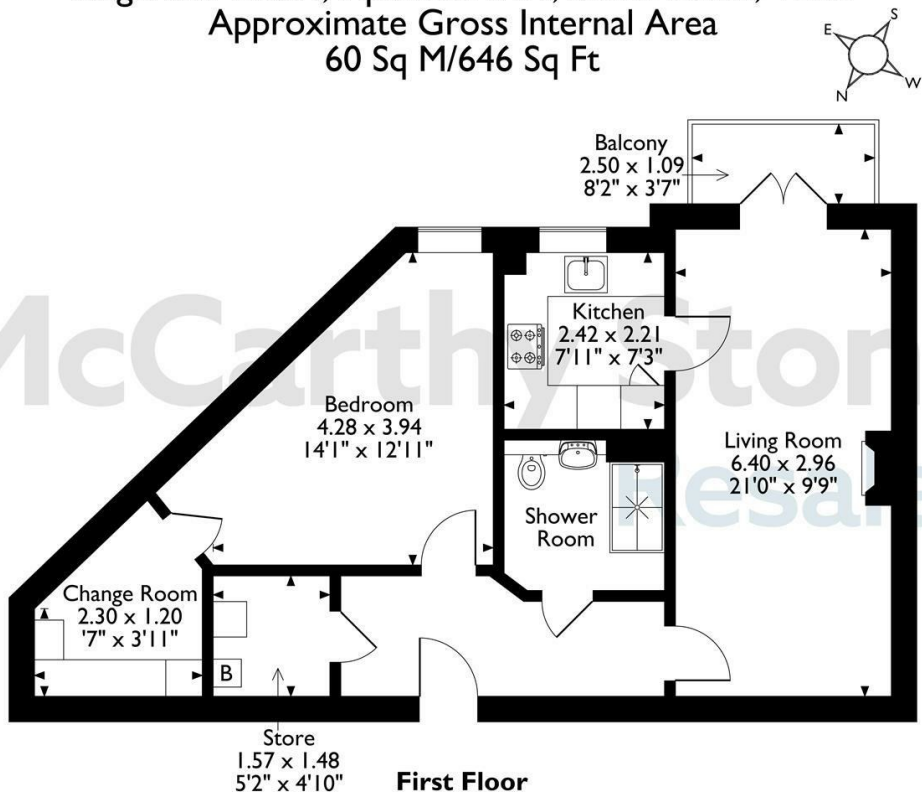 Approximate Gross Internal Area
60 Sq M/646 Sq Ft
E
S
N
W
Balcony
2.50 x 1.09
8'2" x 3'7"
Kitchen
2.42 x 2.21
7'11" x 7'3"
Bedroom
4.28 x 3.94
14'1" x 12'11"
Living Room
6.40 x 2.96
21'0" x 9'9"
Shower
Room
Change Room
2.30 x 1.20
'7" x 3'11"
B
Store
1.57 x 1.48
5'2" x 4'10"
First Floor
McCarthy Ston
Resal